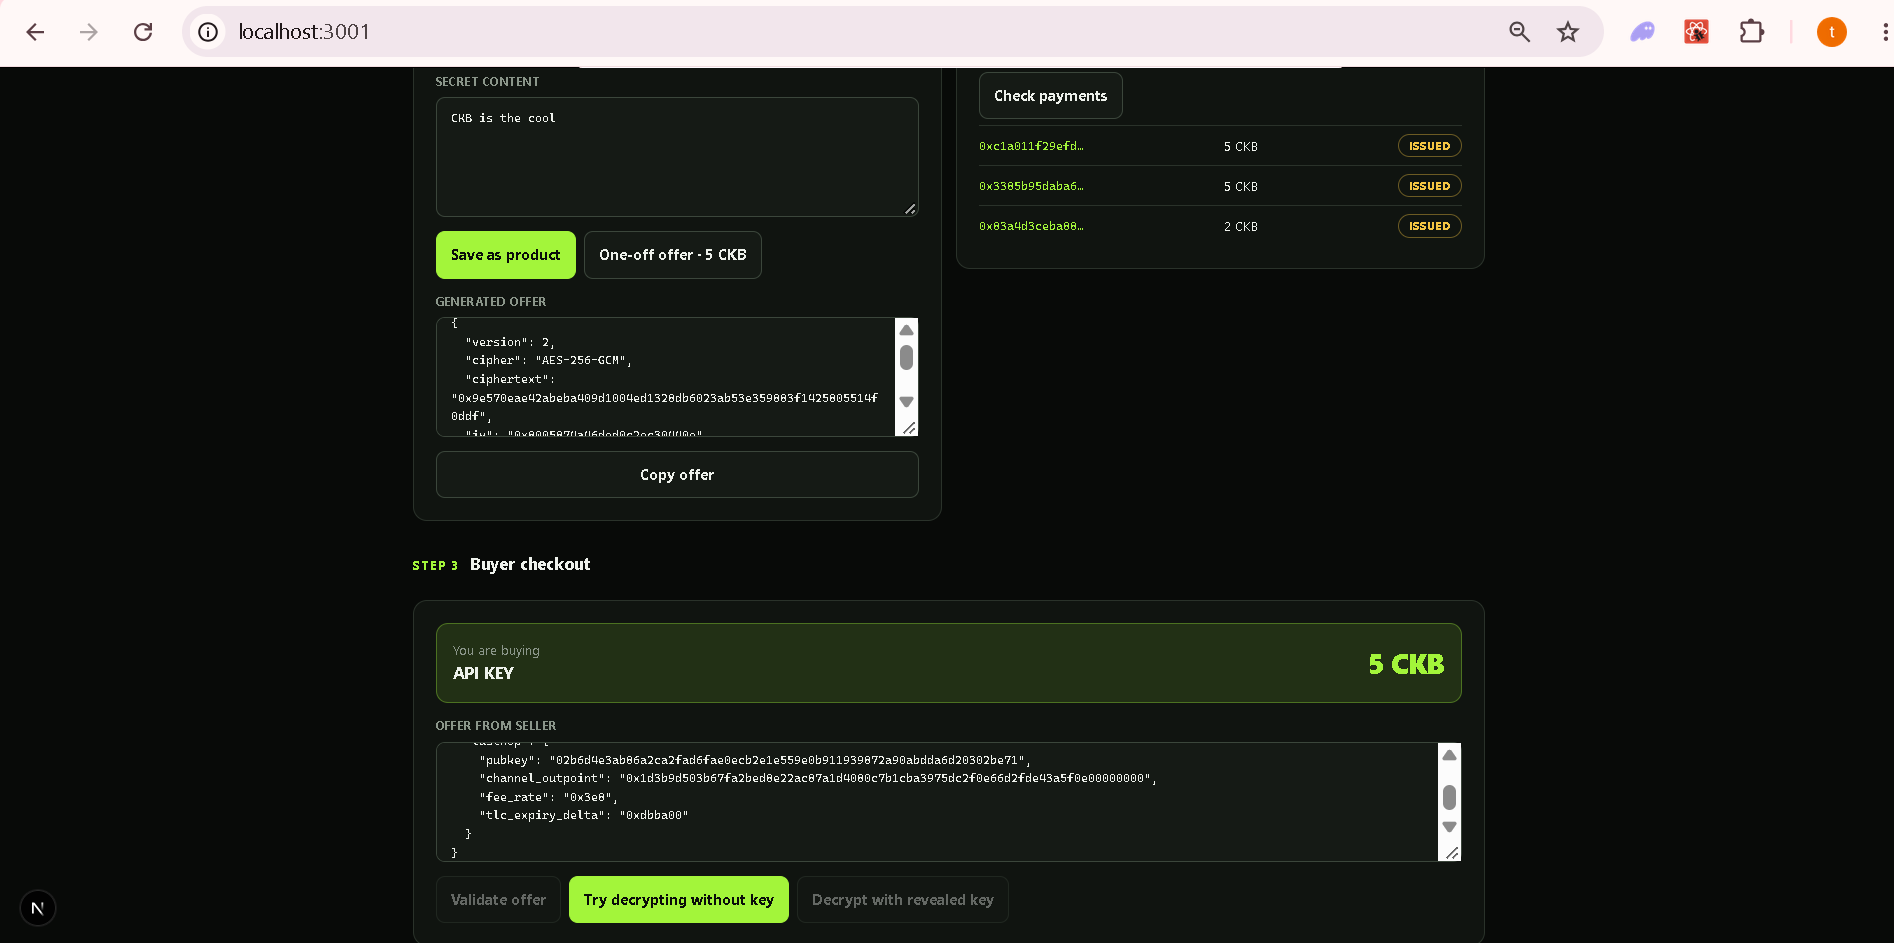 localhost:3001
t
SECRET CONTENT
CKB is the cool
Save as product
One-off offer · 5 CKB
GENERATED OFFER
{
"version": 2,
"cipher": "AES-256-GCM",
"ciphertext":
"0x9e570eae42abeba409d1004ed1320db6023ab53e359803f1425805514f
0ddf",
Copy offer
Check payments
0xc1a011f29efd…
5 CKB
ISSUED
0x3305b95daba6…
5 CKB
ISSUED
0x03a4d3ceba00…
2 CKB
ISSUED
STEP 3 Buyer checkout
You are buying
API KEY
5 CKB
OFFER FROM SELLER
"pubkey": "02b6d4e3ab06a2ca2fad6fae0ecb2e1e559e0b911939072a90abdda6d20302be71",
"channel_outpoint": "0x1d3b9d503b67fa2bed0e22ac07a1d4080c7b1cba3975dc2f0e66d2fde43a5f0e00000000",
"fee_rate": "0x3e8",
"tlc_expiry_delta": "0xdbba00"
}
}
Validate offer
Try decrypting without key
Decrypt with revealed key
N